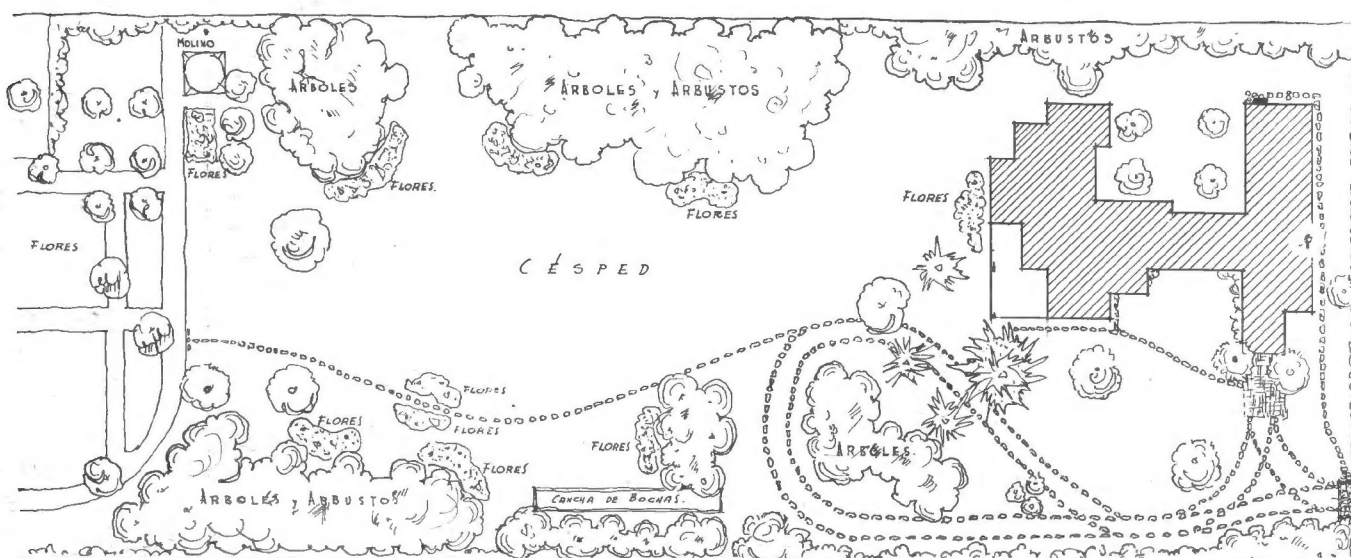 MOLINO
ARBOLES
ARBOLES y ARBUSTOS
ARBUSTOS
FLORES
FLORES.
FLORES
FLORES
FLORES
CÉSPED
FLORES
FLORES
FLORES
FLORES
FLORES
ARBOLES.
ARBOLES y ARBUSTOS
CANCHA DE BOCHAS.